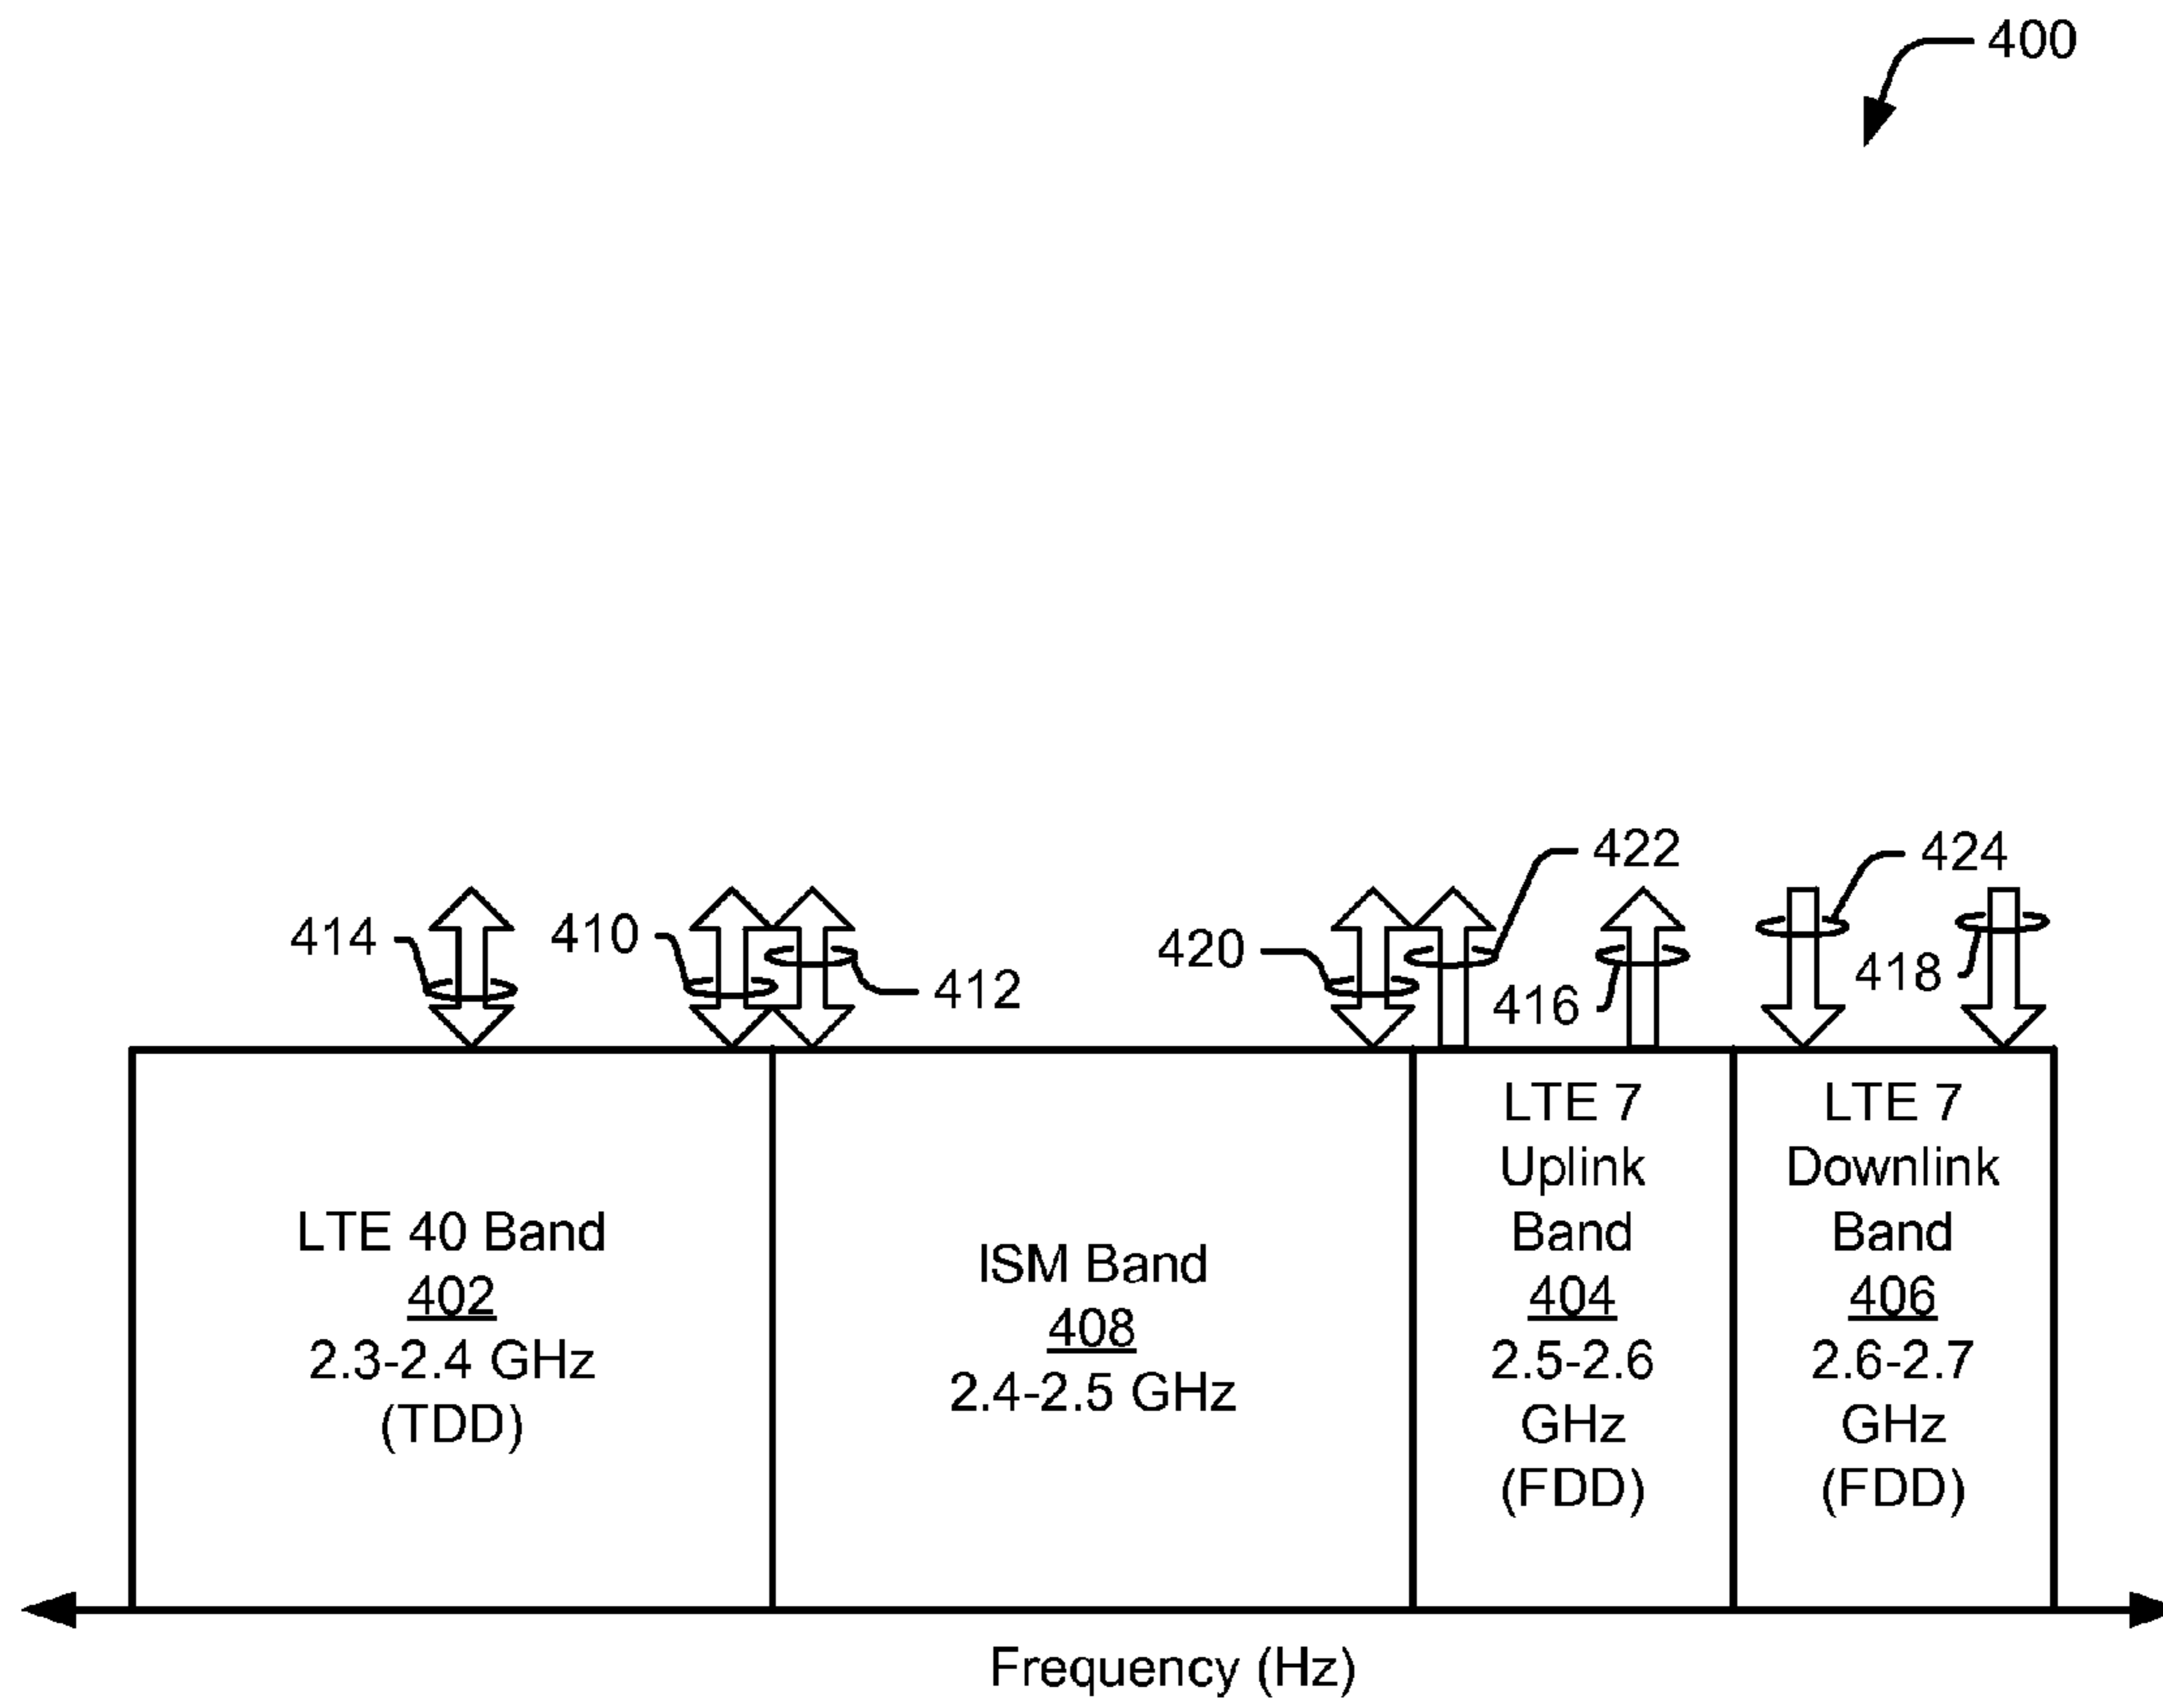 400
422
424
414
410
412
420
416
418
LTE 40 Band
402
2.3-2.4 GHz
(TDD)
ISM Band
408
2.4-2.5 GHz
LTE 7
Uplink
Band
404
2.5-2.6
GHz
(FDD)
LTE 7
Downlink
Band
406
2.6-2.7
GHz
(FDD)
Frequency (Hz)